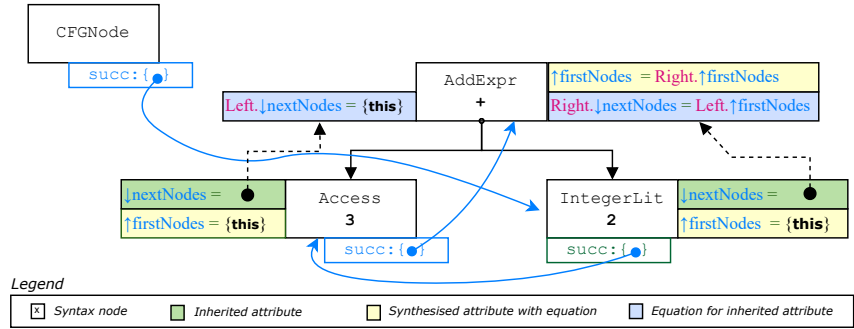 CFGNode
succ:{ }
AddExpr
+
↑firstNodes = Right.↑firstNodes
Left.↓nextNodes = {this}
Right.↓nextNodes = Left.↑firstNodes
↓nextNodes =
↑firstNodes = {this}
Access
3
succ:{ }
IntegerLit
2
succ:{ }
↓nextNodes =
↑firstNodes = {this}
Legend
x Syntax node
Inherited attribute
Synthesised attribute with equation
Equation for inherited attribute